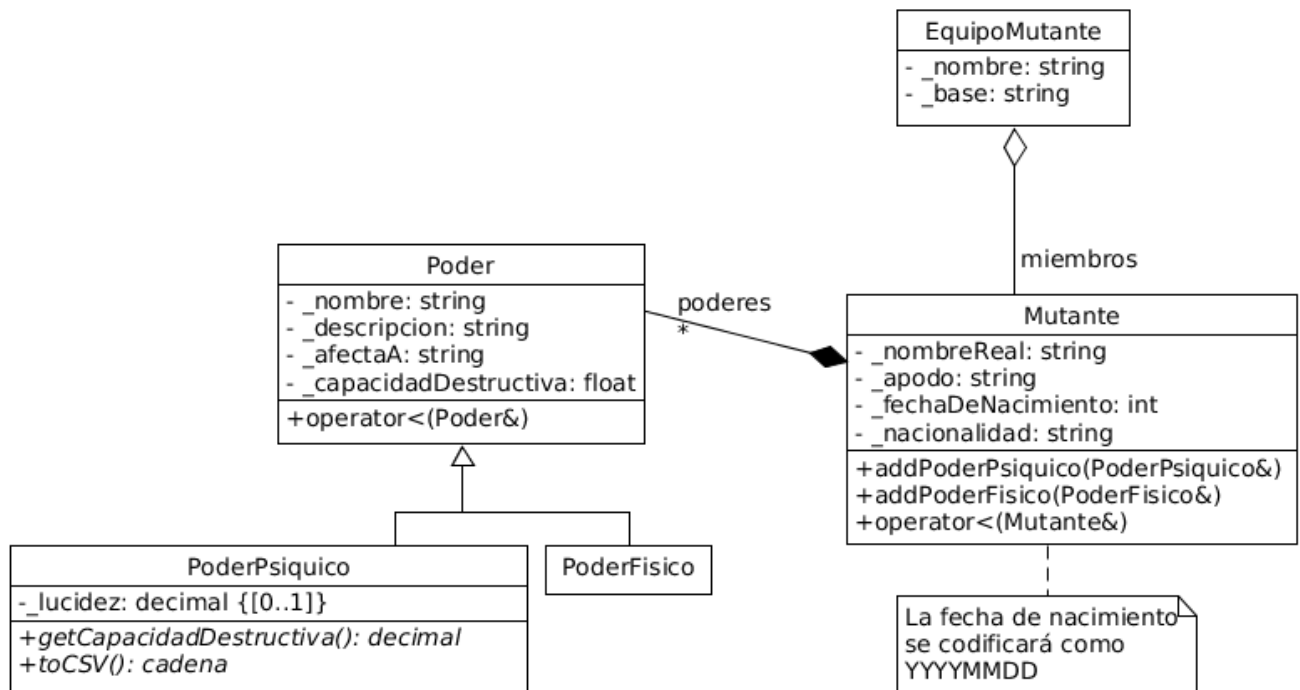 EquipoMutante
- _nombre: string
- _base: string
miembros
Poder
- _nombre: string
- _descripcion: string
- _afectaA: string
- _capacidadDestructiva: float
+operator<(Poder&)
poderes
*
Mutante
- _nombreReal: string
- _apodo: string
- _fechaDeNacimiento: int
- _nacionalidad: string
+addPoderPsiquico(PoderPsiquico&)
+addPoderFisico(PoderFisico&)
+operator<(Mutante&)
PoderPsiquico
-_lucidez: decimal {[0..1]}
+getCapacidadDestructiva(): decimal
+toCSV(): cadena
PoderFisico
La fecha de nacimiento
se codificará como
YYYYMMDD